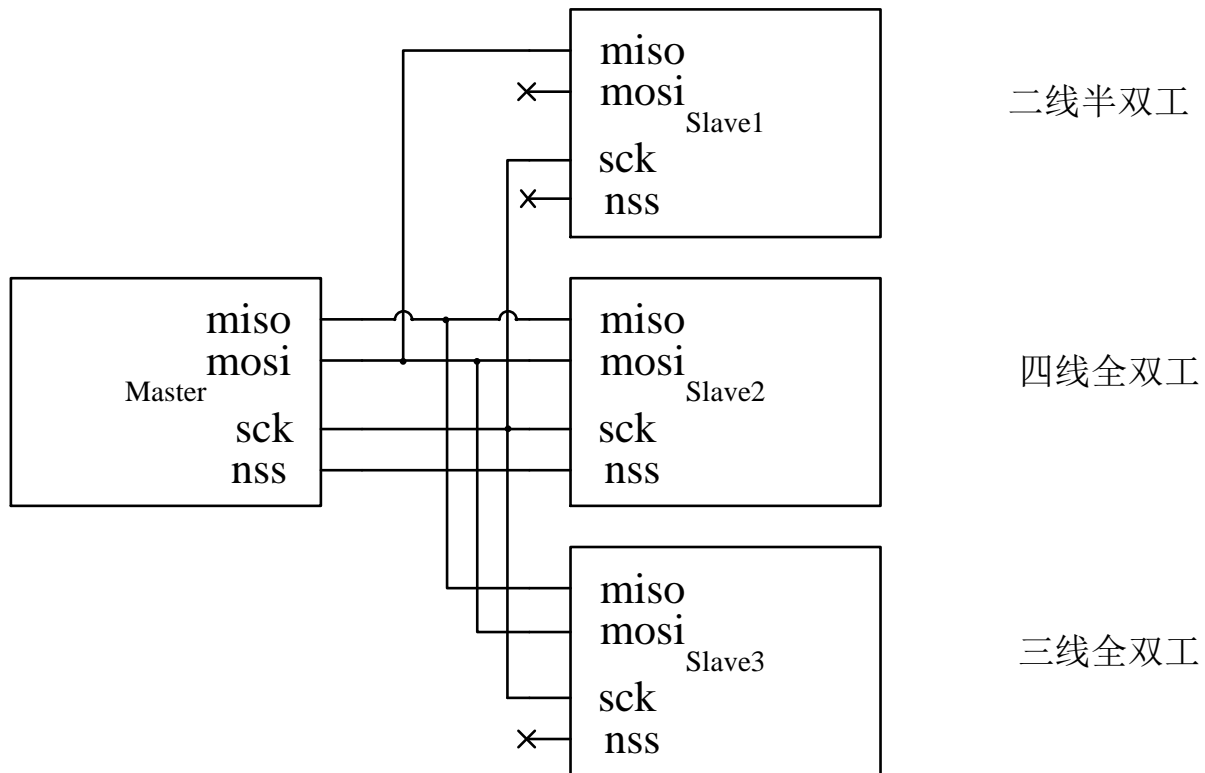 miso
mosi
Slave1
sck
nss
二线半双工
miso
mosi
Master
sck
nss
miso
mosi
Slave2
sck
nss
四线全双工
miso
mosi
Slave3
sck
nss
三线全双工